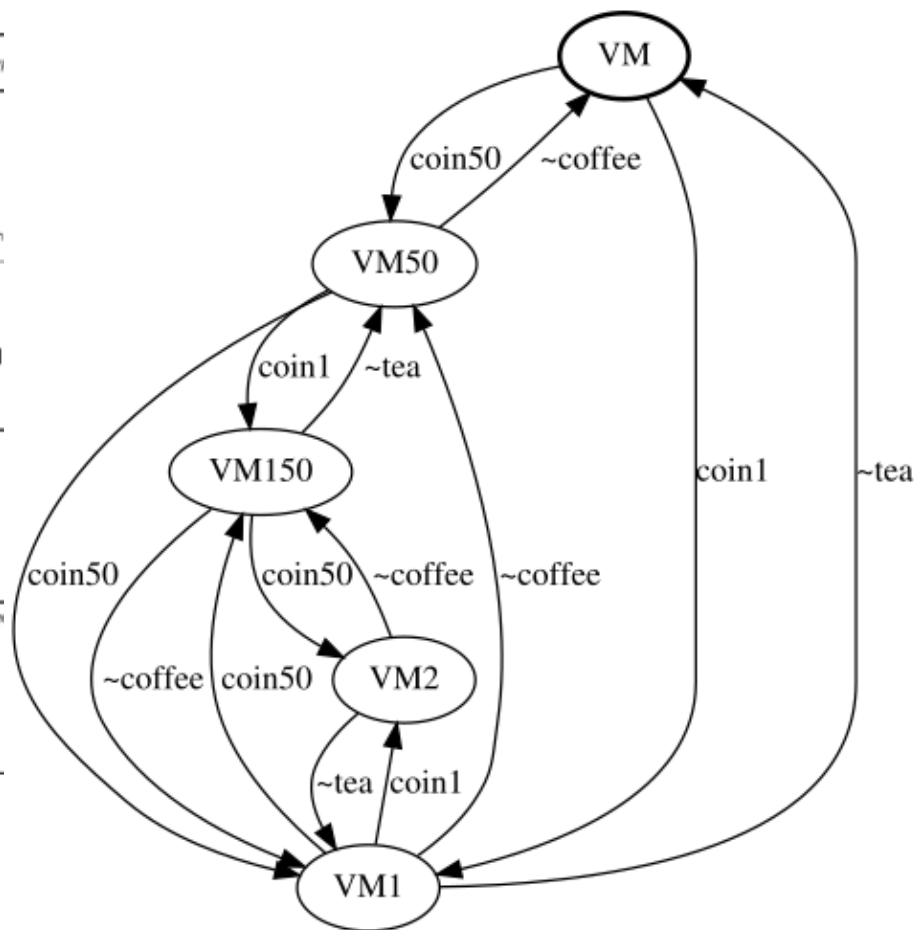 VM
coin50
~coffee
VM50
coin1
~tea
VM150
coin1
~tea
coin50
coin50
~coffee
~coffee
~coffee
coin50
VM2
~tea
coin1
VM1